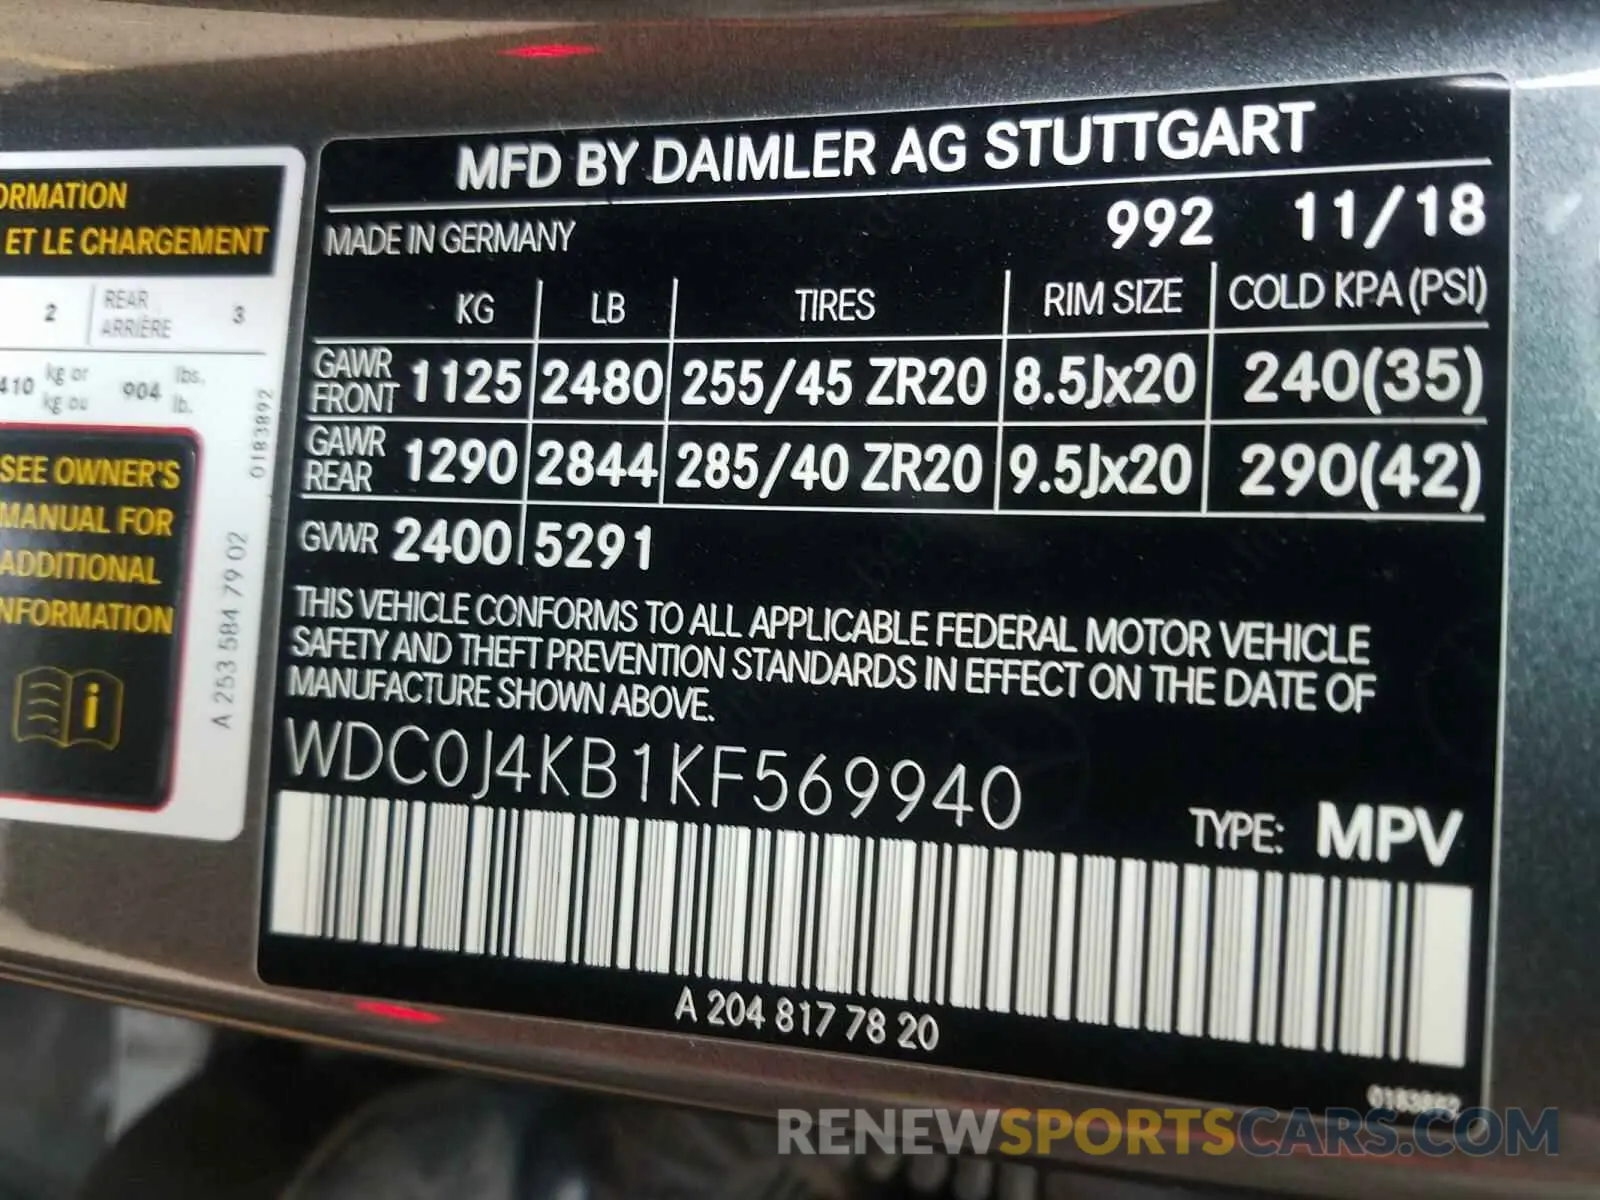 ORMATION
ET LE CHARGEMENT
2 REAR 3
ARRIÈRE
410 kg or 904 lbs.
kg ou lb.
0183892
SEE OWNER'S
MANUAL FOR
ADDITIONAL
INFORMATION
A 253 584 79 02
MFD BY DAIMLER AG STUTTGART
MADE IN GERMANY 992 11/18
KG LB TIRES RIM SIZE COLD KPA (PSI)
GAWR FRONT 1125 2480 255/45 ZR20 8.5Jx20 240(35)
GAWR REAR 1290 2844 285/40 ZR20 9.5Jx20 290(42)
GVWR 2400 5291
THIS VEHICLE CONFORMS TO ALL APPLICABLE FEDERAL MOTOR VEHICLE
SAFETY AND THEFT PREVENTION STANDARDS IN EFFECT ON THE DATE OF
MANUFACTURE SHOWN ABOVE.
WDC0J4KB1KF569940
TYPE: MPV
A 204 817 78 20
0183892
RENEWSPORTSCARS.COM